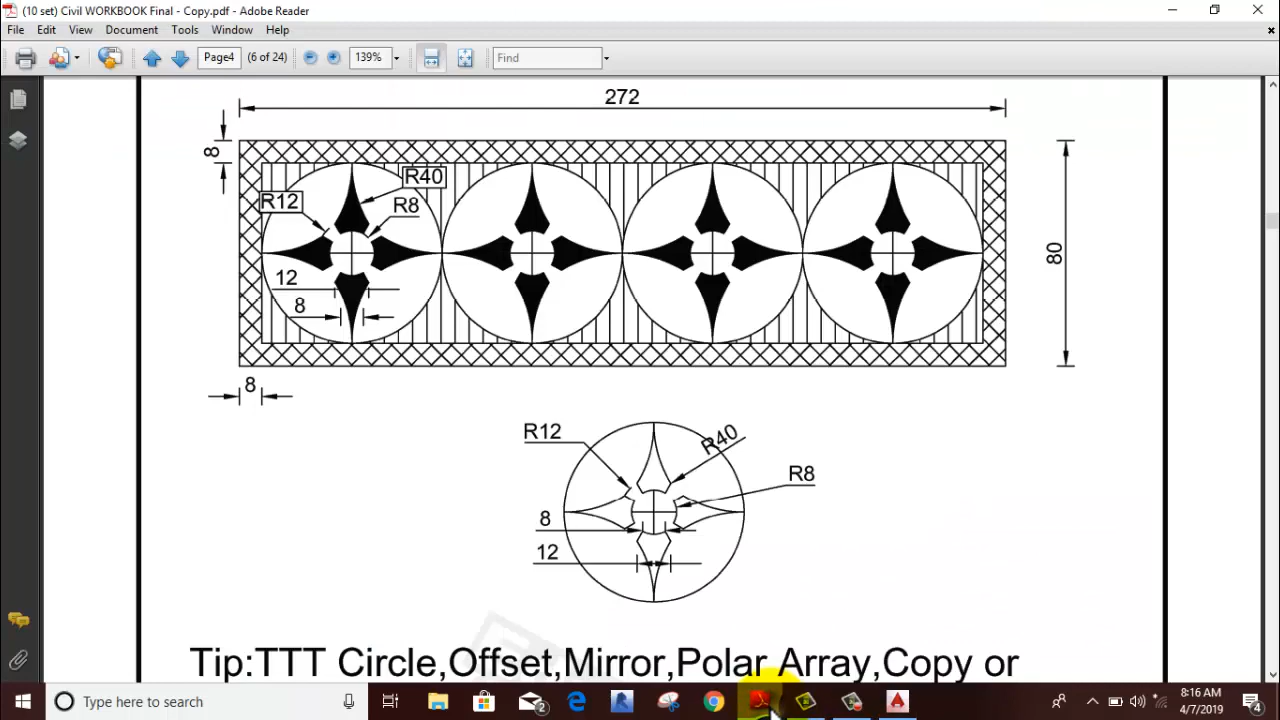 (10 set) Civil WORKBOOK Final - Copy.pdf - Adobe Reader
File Edit View Document Tools Window Help
Page4 (6 of 24) 139% Find
272
8
R40
R12
R8
80
12
8
8
R12
R40
R8
8
12
Tip:TTT Circle,Offset,Mirror,Polar Array,Copy or
Type here to search
2
8:16 AM
4/7/2019
4